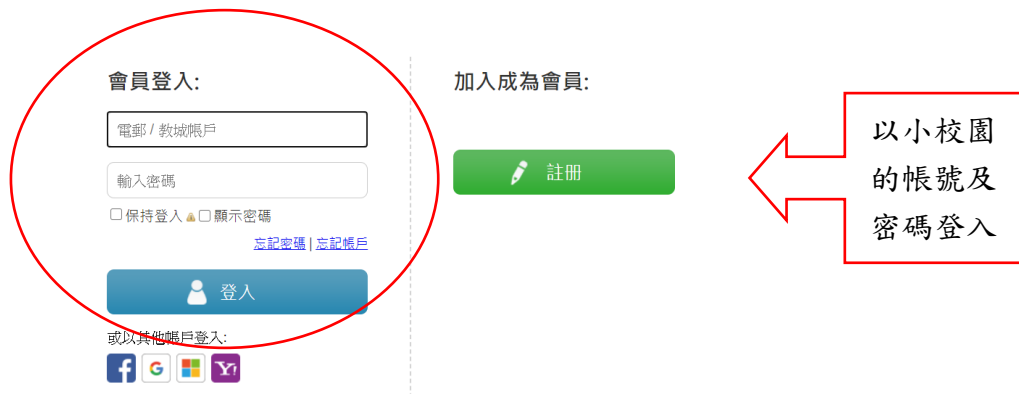 會員登入:
電郵 / 教城帳戶
輸入密碼
保持登入 顯示密碼
忘記密碼 | 忘記帳戶
登入
或以其他帳戶登入:
加入成為會員:
註冊
以小校園
的帳號及
密碼登入